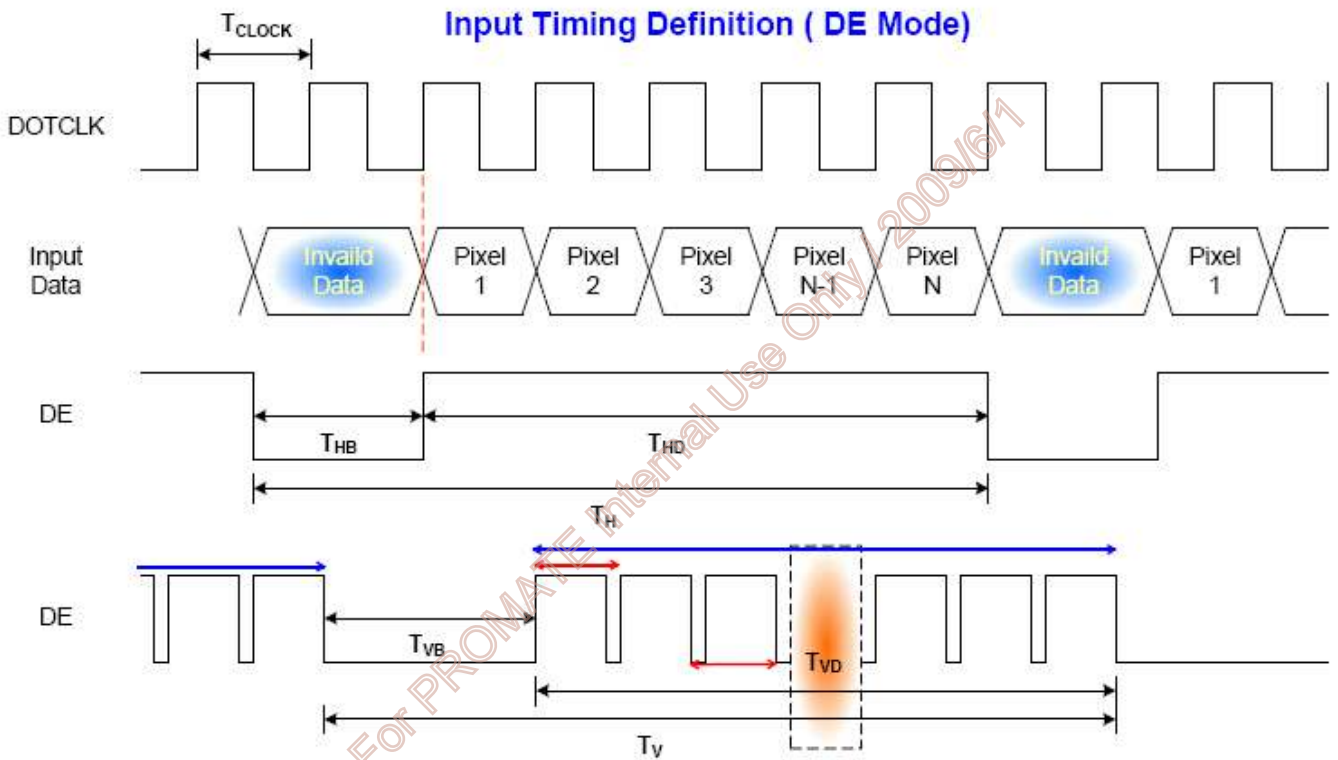 Input Timing Definition ( DE Mode)
TCLOCK
DOTCLK
Input
Data
Invaild
Data
Pixel
1
Pixel
2
Pixel
3
Pixel
N-1
Pixel
N
Invaild
Data
Pixel
1
DE
THB
THD
TH
DE
TVB
TVD
TV
For PROMATE Internal Use Only / 2009/6/1